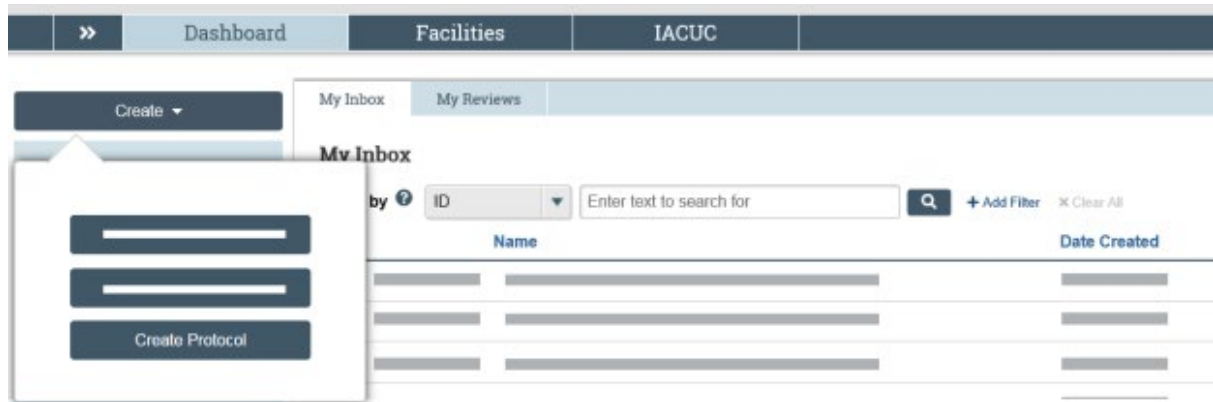 » Dashboard Facilities IACUC
Create
My Inbox My Reviews
My Inbox
by ? ID Enter text to search for + Add Filter × Clear All
Name Date Created
Create Protocol